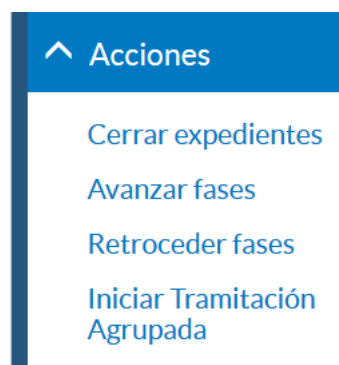 Acciones
Cerrar expedientes
Avanzar fases
Retroceder fases
Iniciar Tramitación
Agrupada